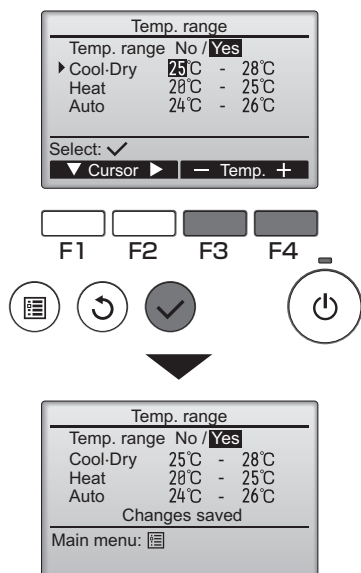 Temp. range
Temp. range No / Yes
Cool·Dry 25°C - 28°C
Heat 20°C - 25°C
Auto 24°C - 26°C
Select: ✓
▼ Cursor ▶ − Temp. +
F1 F2 F3 F4
Temp. range
Temp. range No / Yes
Cool·Dry 25°C - 28°C
Heat 20°C - 25°C
Auto 24°C - 26°C
Changes saved
Main menu: